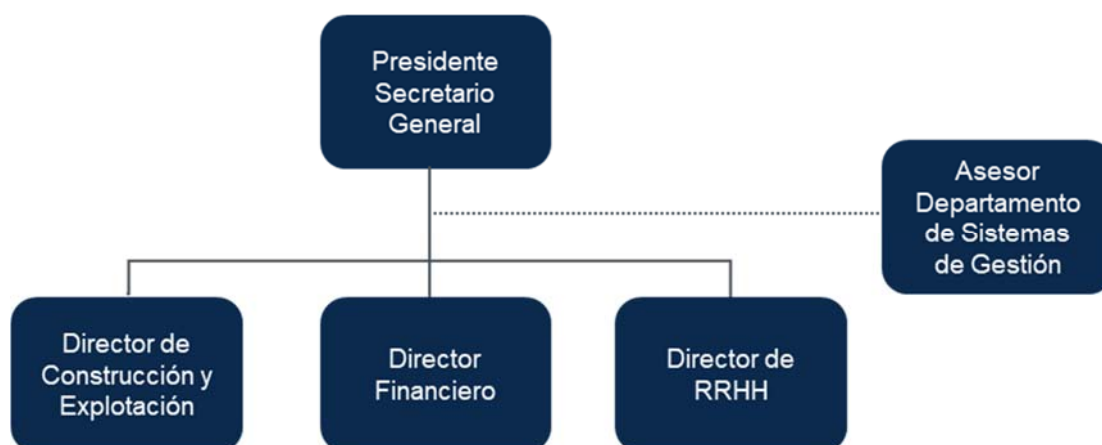 Presidente
Secretario
General
Asesor
Departamento
de Sistemas
de Gestión
Director de
Construcción y
Explotación
Director
Financiero
Director de
RRHH